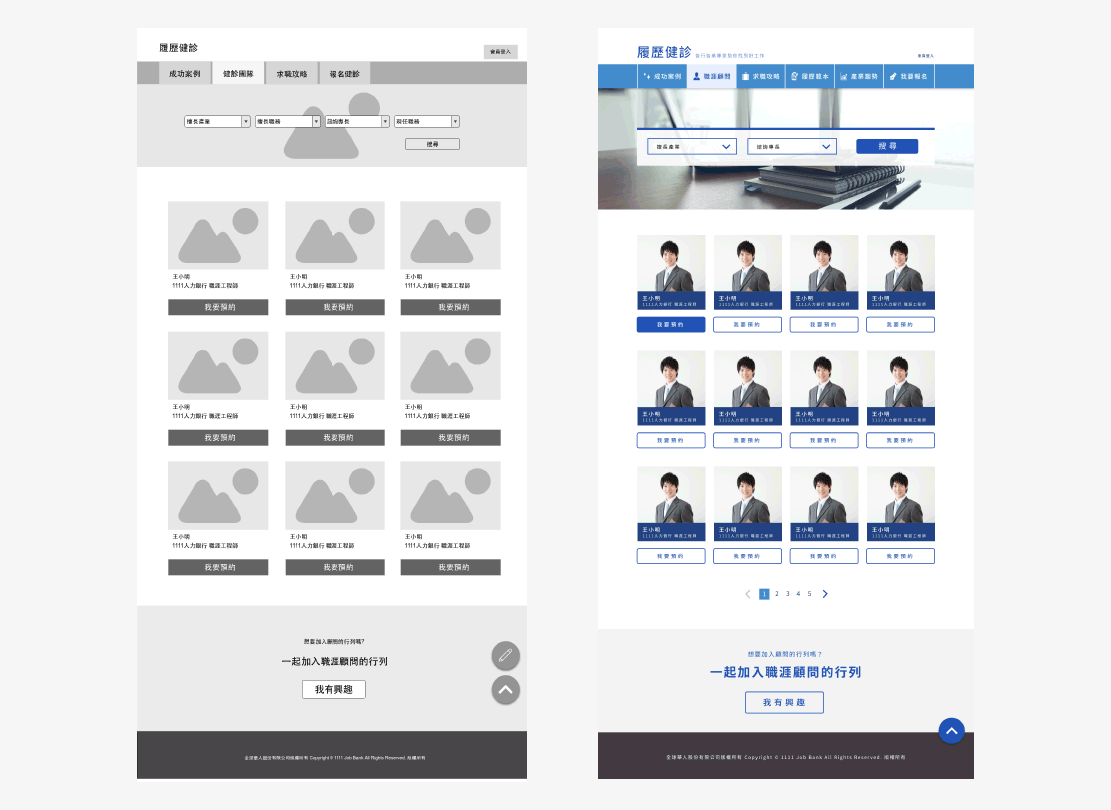 履歷健診
會員登入
成功案例 健診團隊 求職攻略 報名健診
擅長產業 擅長職務 諮詢專長 現任職務
搜尋
王小明 王小明 王小明
1111人力銀行 職涯工程師 1111人力銀行 職涯工程師 1111人力銀行 職涯工程師
我要預約 我要預約 我要預約
王小明 王小明 王小明
1111人力銀行 職涯工程師 1111人力銀行 職涯工程師 1111人力銀行 職涯工程師
我要預約 我要預約 我要預約
王小明 王小明 王小明
1111人力銀行 職涯工程師 1111人力銀行 職涯工程師 1111人力銀行 職涯工程師
我要預約 我要預約 我要預約
想要加入顧問的行列嗎?
一起加入職涯顧問的行列
我有興趣
全球華人股份有限公司版權所有 Copyright © 1111 Job Bank All Rights Reserved. 版權所有
履歷健診 各行各業專家幫你找到好工作
會員登入
成功案例 職涯顧問 求職攻略 履歷範本 產業趨勢 我要報名
擅長產業 諮詢專長 搜尋
王小明 王小明 王小明 王小明
1111人力銀行 職涯工程師 1111人力銀行 職涯工程師 1111人力銀行 職涯工程師 1111人力銀行 職涯工程師
我要預約 我要預約 我要預約 我要預約
王小明 王小明 王小明 王小明
1111人力銀行 職涯工程師 1111人力銀行 職涯工程師 1111人力銀行 職涯工程師 1111人力銀行 職涯工程師
我要預約 我要預約 我要預約 我要預約
王小明 王小明 王小明 王小明
1111人力銀行 職涯工程師 1111人力銀行 職涯工程師 1111人力銀行 職涯工程師 1111人力銀行 職涯工程師
我要預約 我要預約 我要預約 我要預約
1 2 3 4 5
想要加入顧問的行列嗎？
一起加入職涯顧問的行列
我有興趣
全球華人股份有限公司版權所有 Copyright © 1111 Job Bank All Rights Reserved. 版權所有